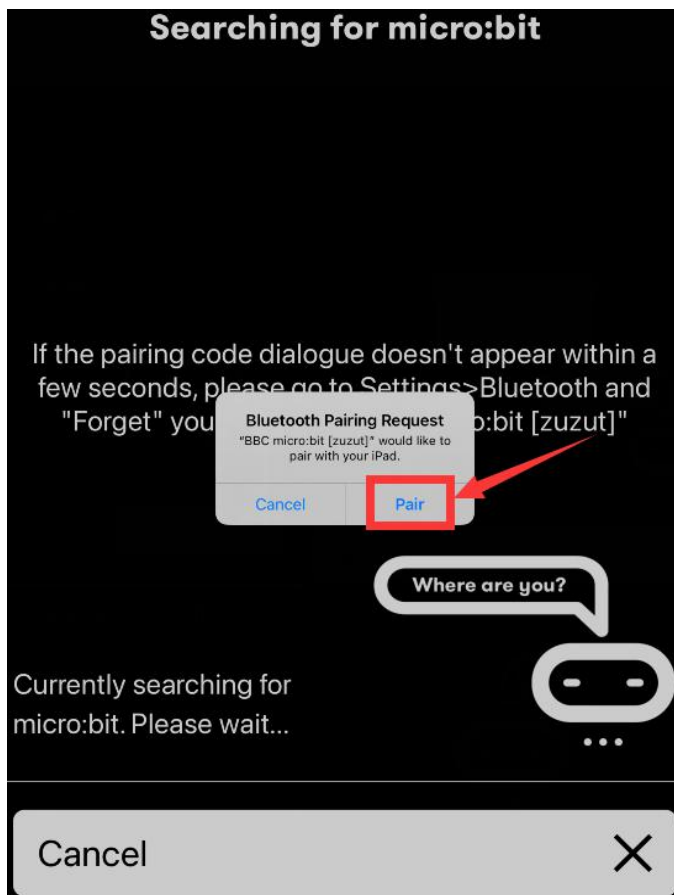 Searching for micro:bit
If the pairing code dialogue doesn't appear within a
few seconds, please go to Settings>Bluetooth and
"Forget" you o:bit [zuzut]"
Bluetooth Pairing Request
"BBC micro:bit [zuzut]" would like to
pair with your iPad.
Cancel Pair
Where are you?
Currently searching for
micro:bit. Please wait...
Cancel